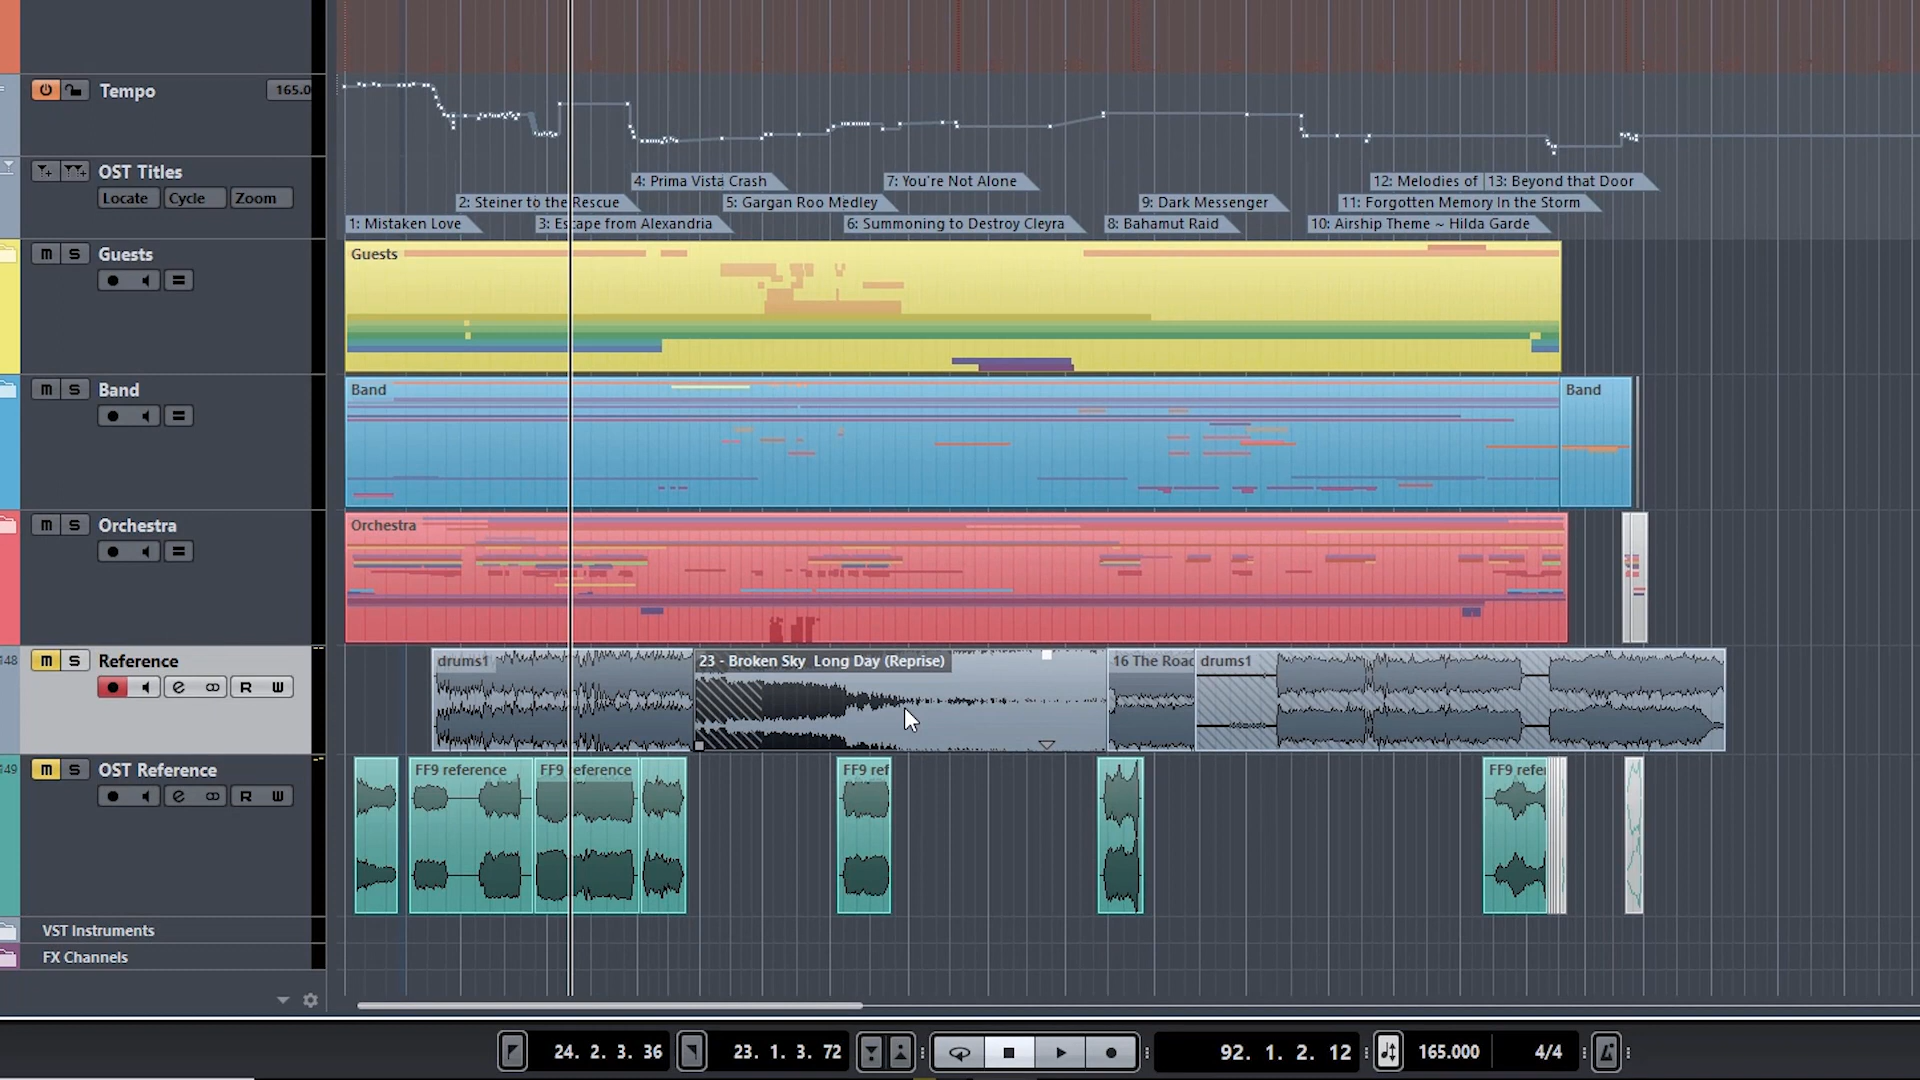 Tempo
165.0
OST Titles
Locate Cycle Zoom
4: Prima Vista Crash
7: You're Not Alone
12: Melodies of
13: Beyond that Door
2: Steiner to the Rescue
5: Gargan Roo Medley
9: Dark Messenger
11: Forgotten Memory In the Storm
1: Mistaken Love
3: Escape from Alexandria
6: Summoning to Destroy Cleyra
8: Bahamut Raid
10: Airship Theme ~ Hilda Garde
M S Guests
Guests
M S Band
Band
Band
M S Orchestra
Orchestra
148
M S Reference
R W
drums1
23 - Broken Sky Long Day (Reprise)
16 The Road
drums1
149
M S OST Reference
R W
FF9 reference
FF9 reference
FF9 ref
FF9 refe
VST Instruments
FX Channels
24. 2. 3. 36
23. 1. 3. 72
92. 1. 2. 12
165.000
4/4